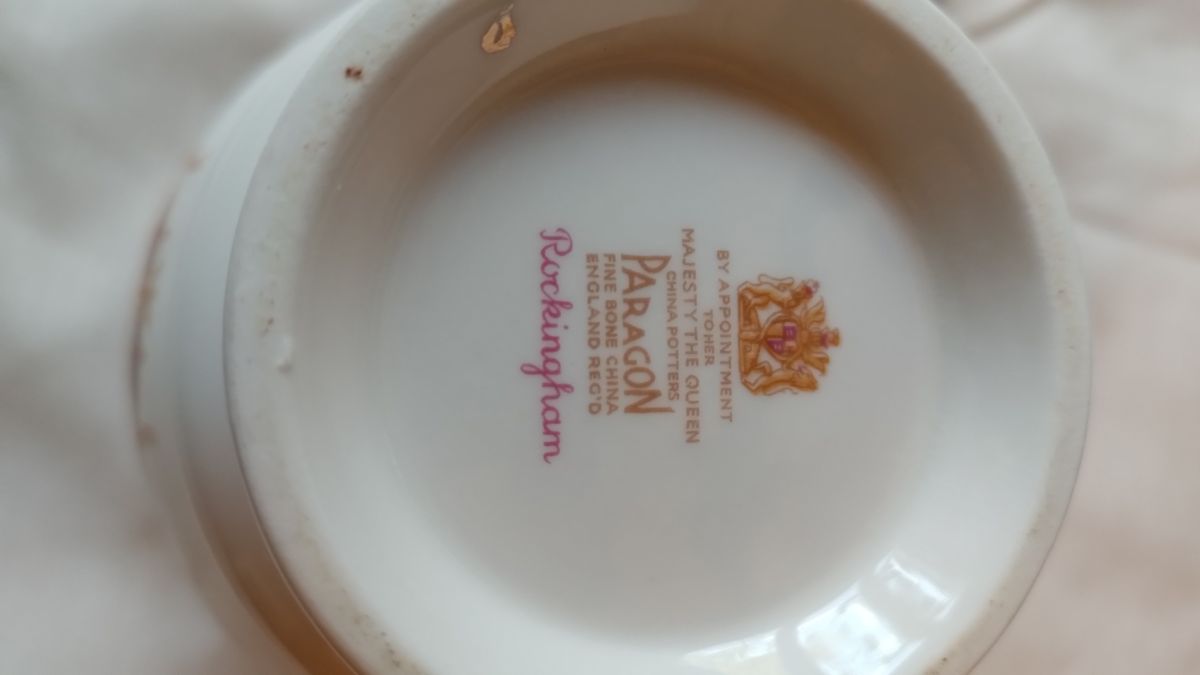 BY APPOINTMENT
TO HER
MAJESTY THE QUEEN
CHINA POTTERS
PARAGON
FINE BONE CHINA
ENGLAND REG'D
Rockingham